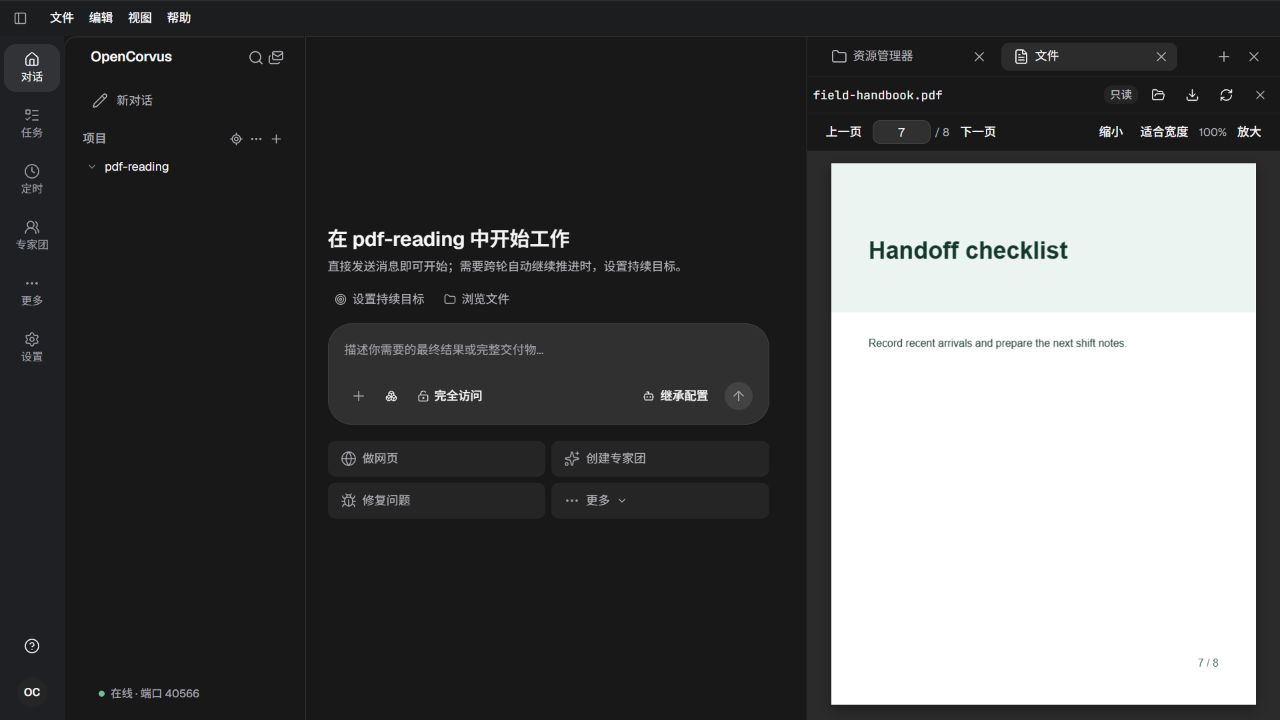 文件 编辑 视图 帮助
对话
任务
定时
专家团
更多
设置
OC
OpenCorvus
新对话
项目
pdf-reading
在线 · 端口 40566
在 pdf-reading 中开始工作
直接发送消息即可开始；需要跨轮自动继续推进时，设置持续目标。
设置持续目标 浏览文件
描述你需要的最终结果或完整交付物...
完全访问 继承配置
做网页 创建专家团
修复问题 更多
资源管理器 文件
field-handbook.pdf 只读
上一页 7 / 8 下一页 缩小 适合宽度 100% 放大
Handoff checklist
Record recent arrivals and prepare the next shift notes.
7 / 8